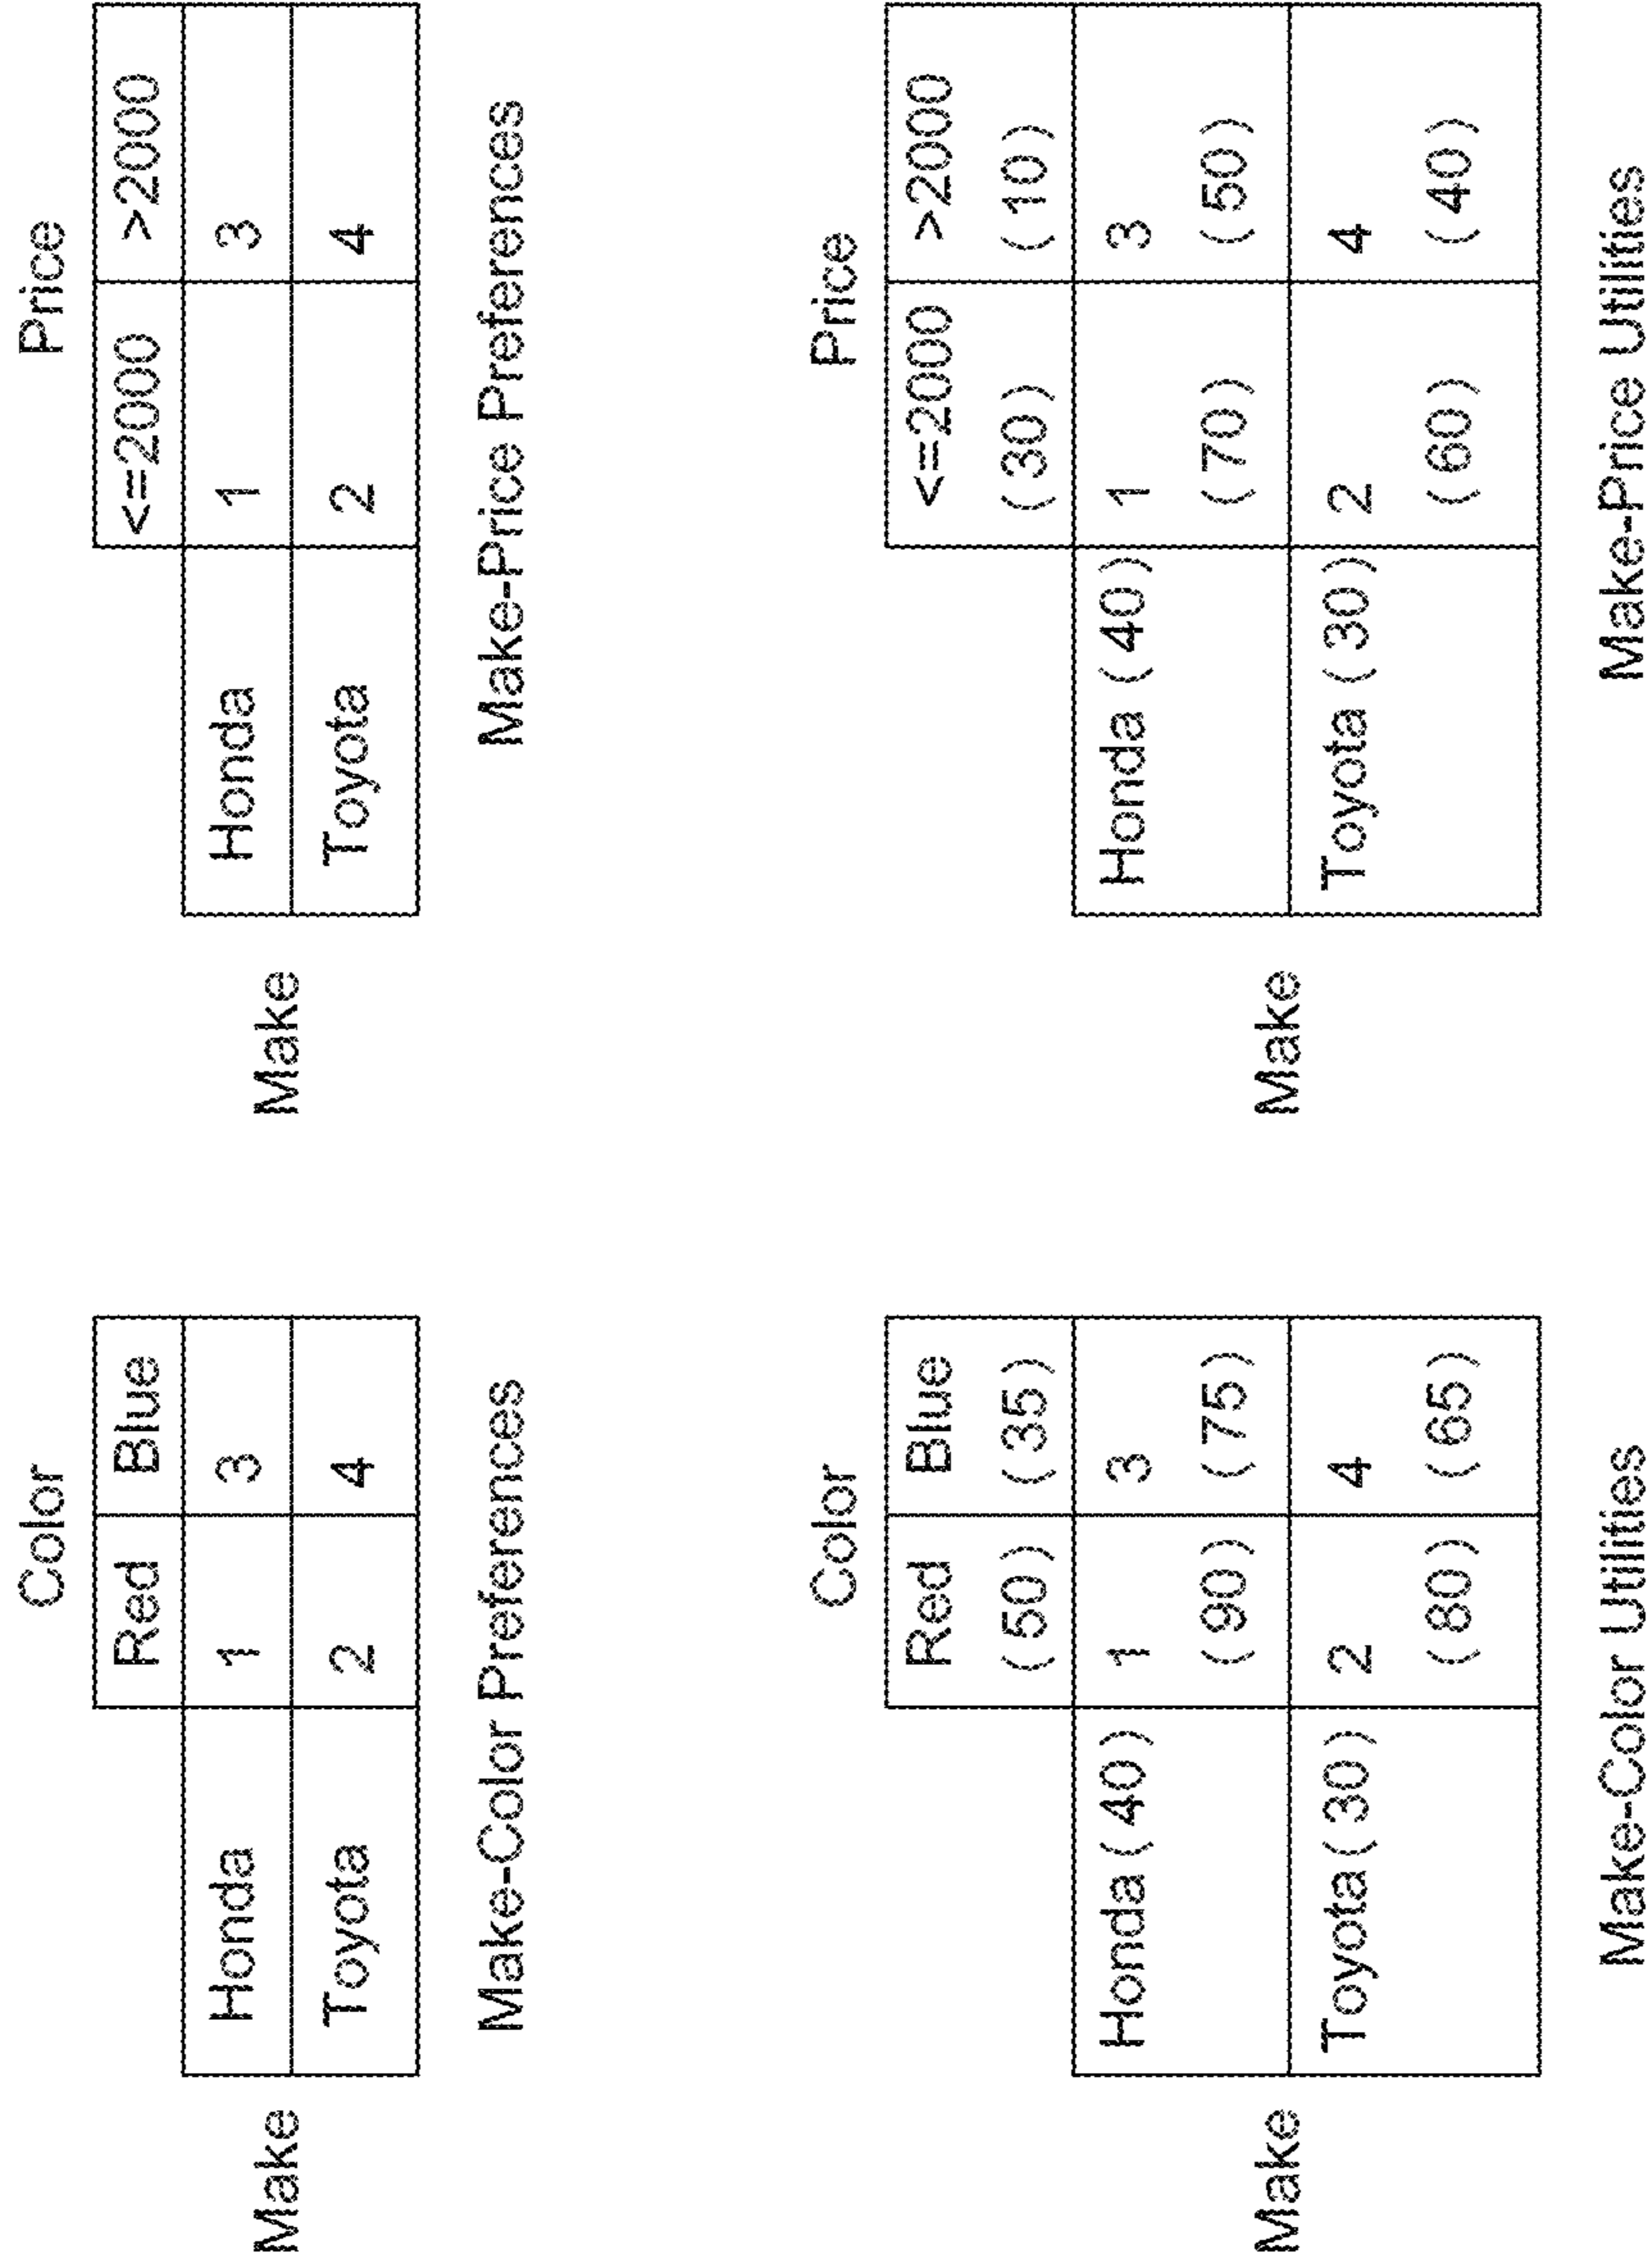 Color
Red Blue
Make
Honda 1 3
Toyota 2 4
Make-Color Preferences
Price
<=2000 >2000
Make
Honda 1 3
Toyota 2 4
Make-Price Preferences
Color
Red Blue
(50) (35)
Make
Honda (40) 1 3
(90) (75)
Toyota (30) 2 4
(80) (65)
Make-Color Utilities
Price
<=2000 >2000
(30) (10)
Make
Honda (40) 1 3
(70) (50)
Toyota (30) 2 4
(60) (40)
Make-Price Utilities